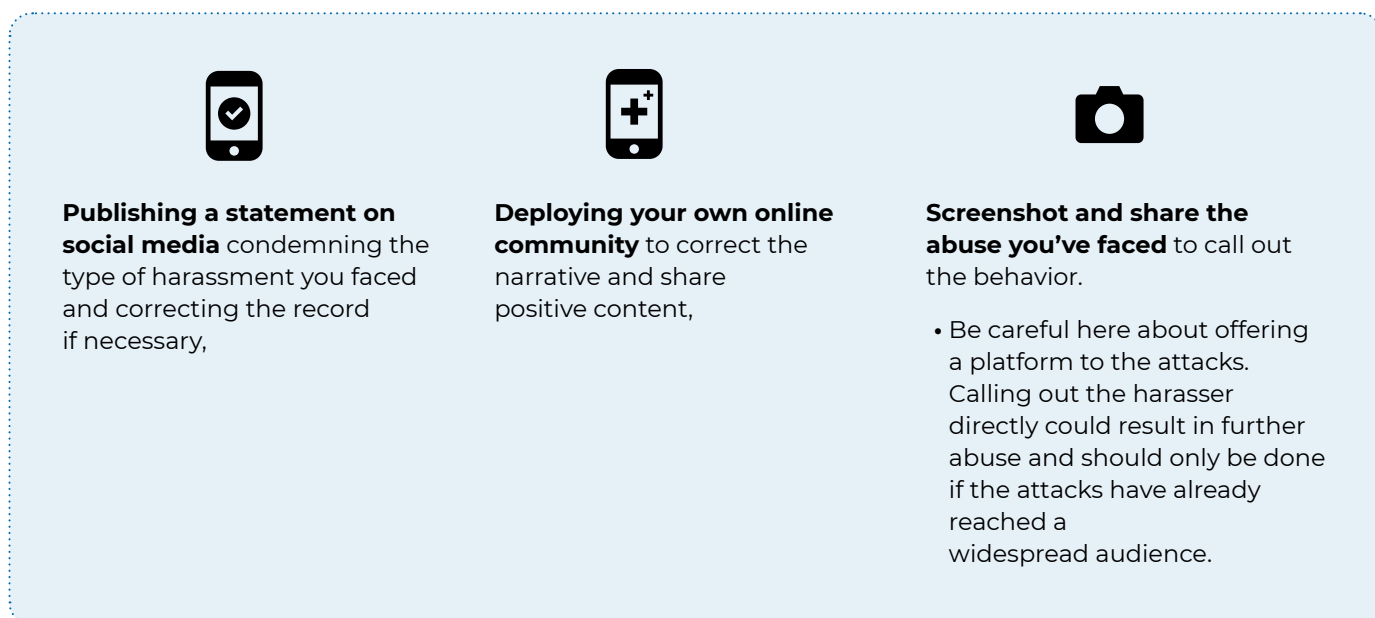 Publishing a statement on
social media condemning the
type of harassment you faced
and correcting the record
if necessary,
Deploying your own online
community to correct the
narrative and share
positive content,
Screenshot and share the
abuse you’ve faced to call out
the behavior.
• Be careful here about offering
a platform to the attacks.
Calling out the harasser
directly could result in further
abuse and should only be done
if the attacks have already
reached a
widespread audience.